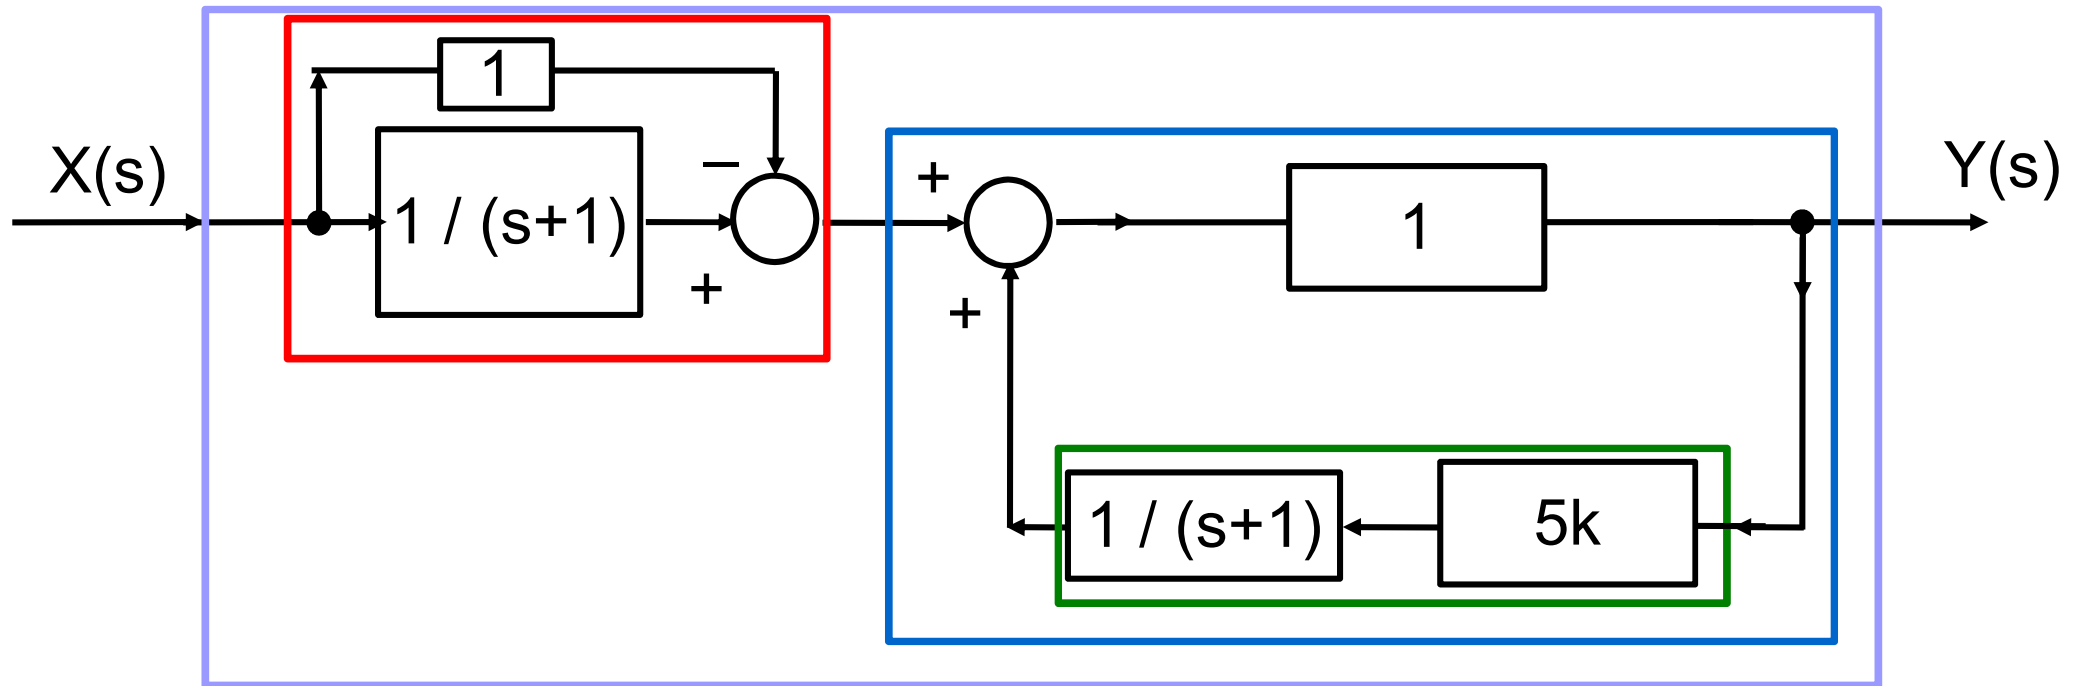 1
X(s)
1 / (s+1)
–
+
+
+
1
Y(s)
1 / (s+1)
5k